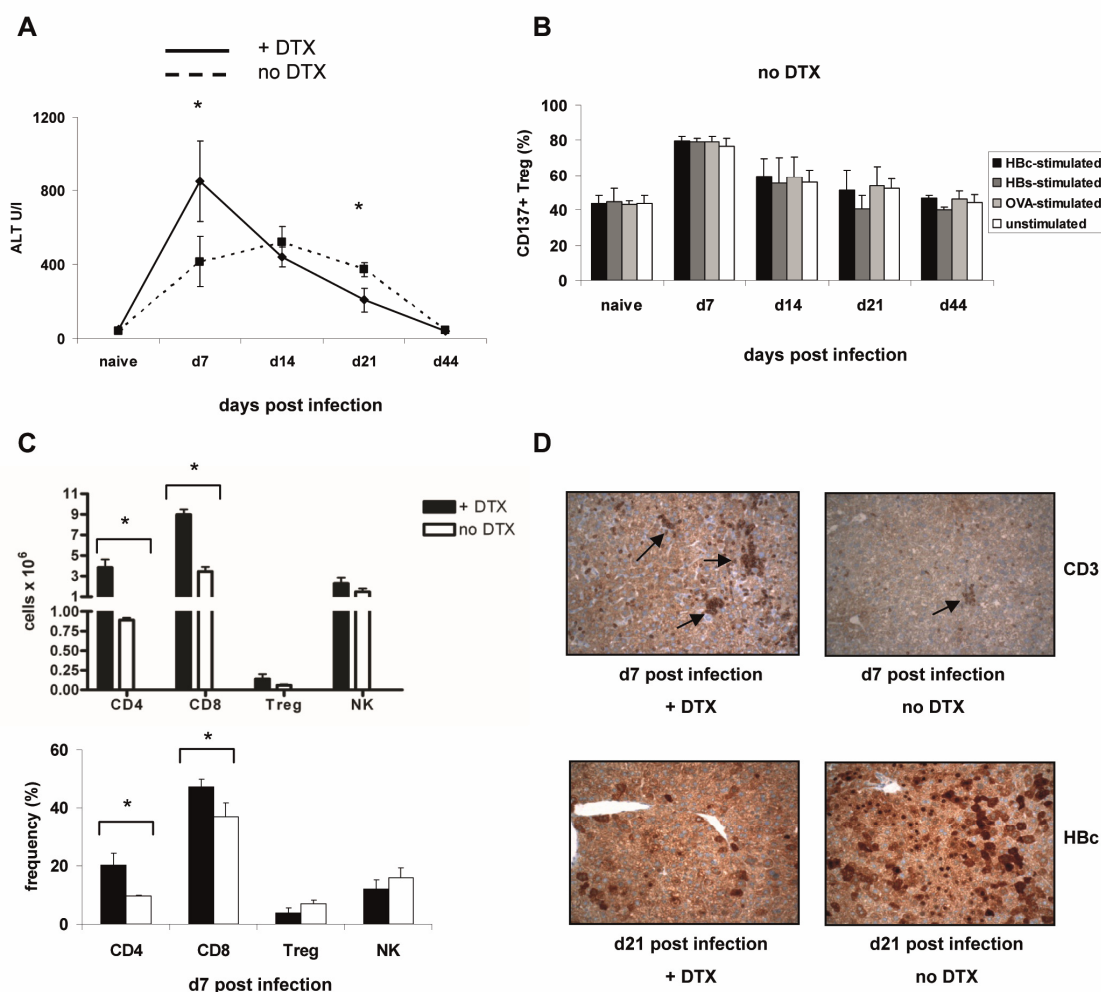 A
+ DTX
no DTX
*
*
1200
800
400
0
ALT U/l
naive
d7
d14
d21
d44
days post infection
B
no DTX
100
80
60
40
20
0
CD137+ Treg (%)
HBc-stimulated
HBs-stimulated
OVA-stimulated
unstimulated
naive
d7
d14
d21
d44
days post infection
C
*
*
+ DTX
no DTX
11
9
7
5
3
1
1.00
0.75
0.50
0.25
0.00
cells x 10⁶
CD4
CD8
Treg
NK
*
*
60
40
20
0
frequency (%)
CD4
CD8
Treg
NK
d7 post infection
D
CD3
d7 post infection
+ DTX
d7 post infection
no DTX
HBc
d21 post infection
+ DTX
d21 post infection
no DTX